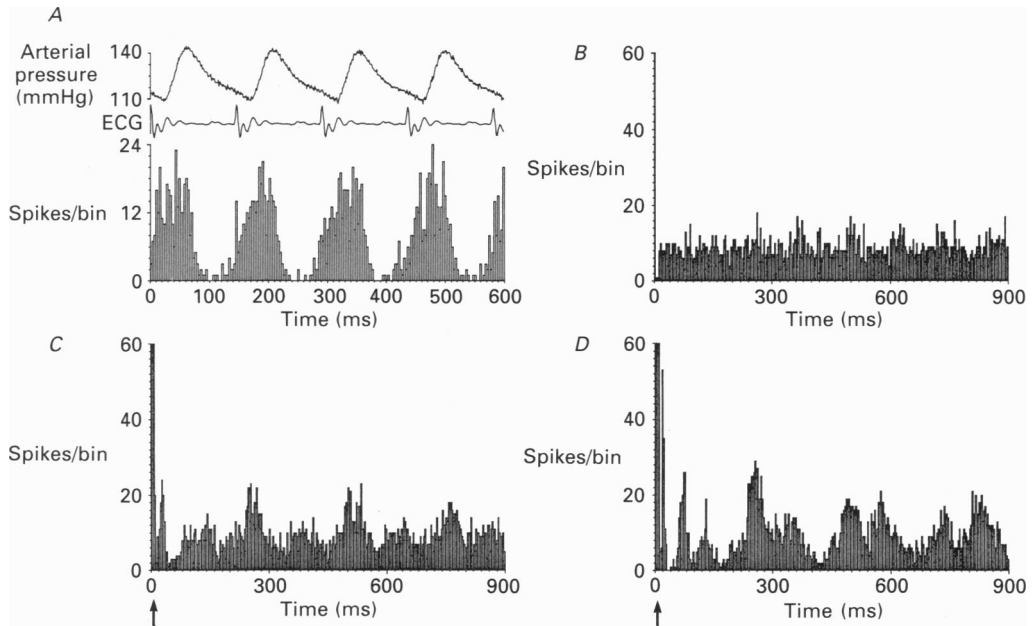 A
Arterial
pressure
(mmHg)
140
110
ECG
24
Spikes/bin
12
0
0 100 200 300 400 500 600
Time (ms)
B
60
40
Spikes/bin
20
0
0 300 600 900
Time (ms)
C
60
40
Spikes/bin
20
0
0 300 600 900
Time (ms)
D
60
40
Spikes/bin
20
0
0 300 600 900
Time (ms)